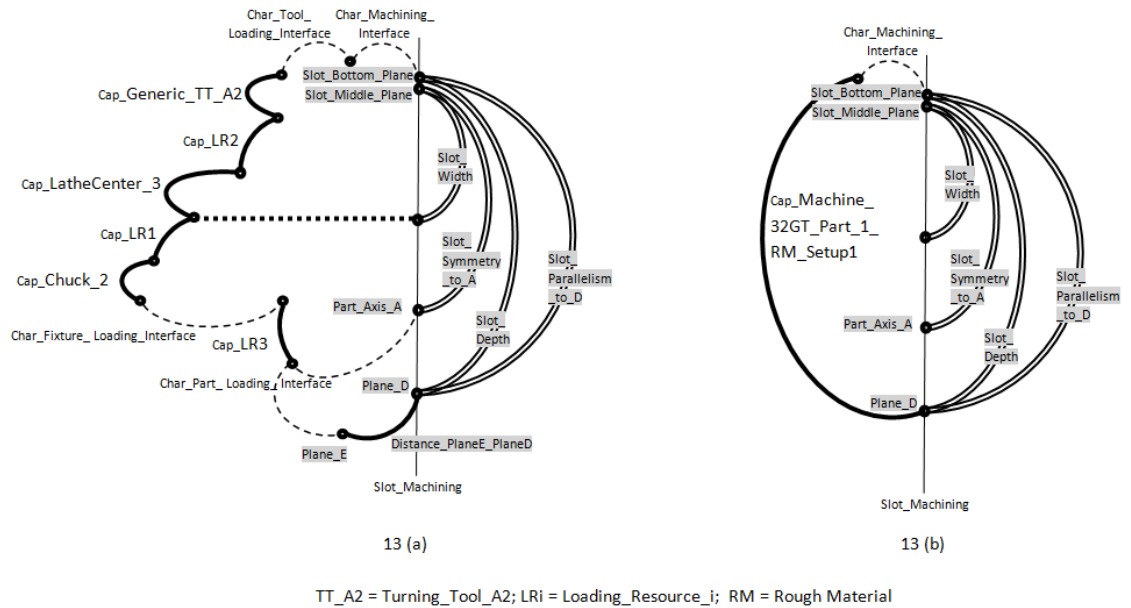 Char_Tool_
Loading_Interface
Char_Machining_
Interface
Slot_Bottom_Plane
Slot_Middle_Plane
Cap_Generic_TT_A2
Cap_LR2
Slot_
Width
Cap_LatheCenter_3
Cap_LR1
Slot_
Symmetry
_to_A
Slot_
Parallelism
_to_D
Cap_Chuck_2
Part_Axis_A
Char_Fixture_ Loading_Interface
Cap_LR3
Slot_
Depth
Char_Part_ Loading_ Interface
Plane_D
Plane_E
Distance_PlaneE_PlaneD
Slot_Machining
13 (a)
Char_Machining_
Interface
Slot_Bottom_Plane
Slot_Middle_Plane
Slot_
Width
Cap_Machine_
32GT_Part_1_
RM_Setup1
Slot_
Symmetry
_to_A
Slot_
Parallelism
_to_D
Part_Axis_A
Slot_
Depth
Plane_D
Slot_Machining
13 (b)
TT_A2 = Turning_Tool_A2; LRi = Loading_Resource_i; RM = Rough Material